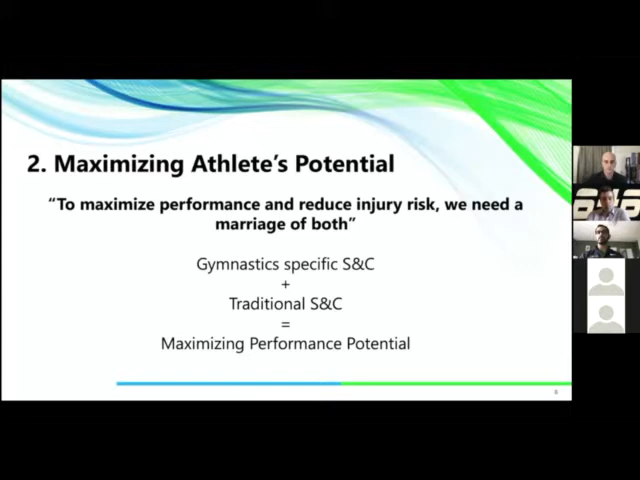 2. Maximizing Athlete's Potential
“To maximize performance and reduce injury risk, we need a
marriage of both”
Gymnastics specific S&C
+
Traditional S&C
=
Maximizing Performance Potential